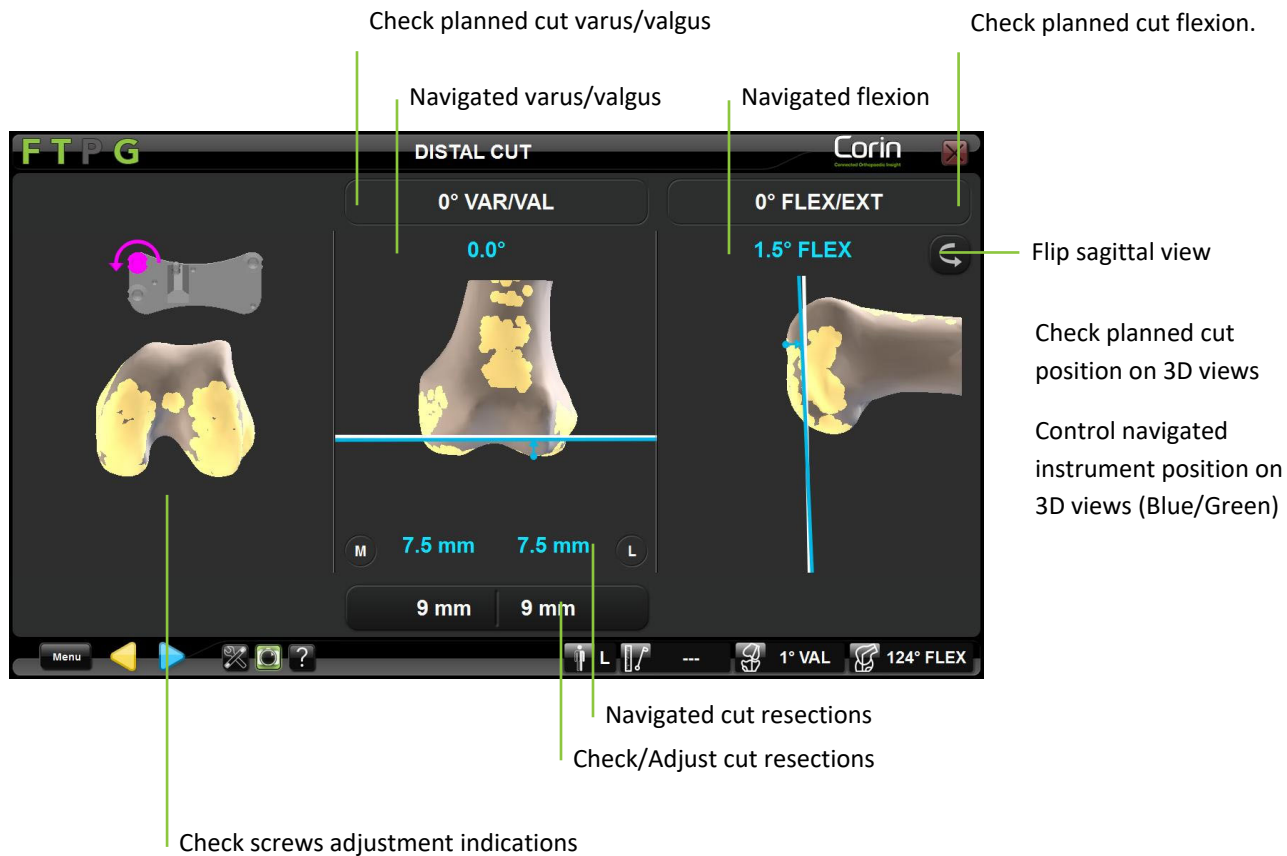 Check planned cut varus/valgus
Check planned cut flexion.
Navigated varus/valgus
Navigated flexion
F T P G
DISTAL CUT
Corin
Connected Orthopaedic Insight
0° VAR/VAL
0° FLEX/EXT
0.0°
1.5° FLEX
Flip sagittal view
Check planned cut
position on 3D views
Control navigated
instrument position on
3D views (Blue/Green)
M 7.5 mm 7.5 mm L
9 mm 9 mm
Menu ? L --- 1° VAL 124° FLEX
Navigated cut resections
Check/Adjust cut resections
Check screws adjustment indications